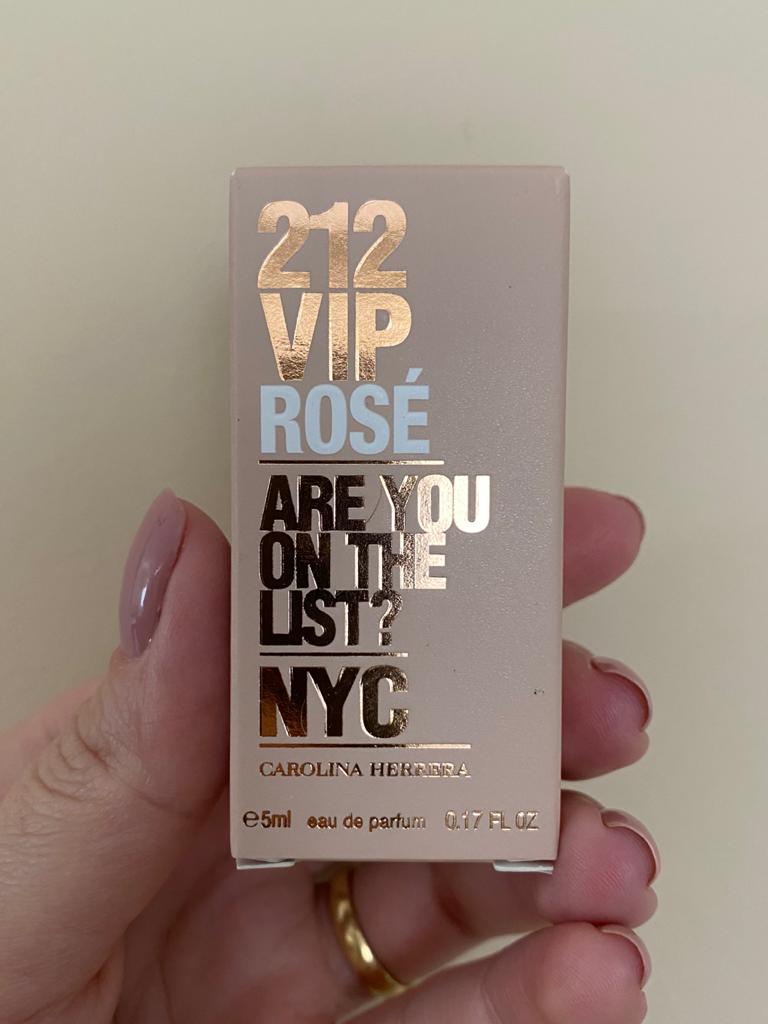 212
VIP
ROSÉ
ARE YOU
ON THE
LIST?
NYC
CAROLINA HERRERA
℮5ml eau de parfum 0.17 FL OZ